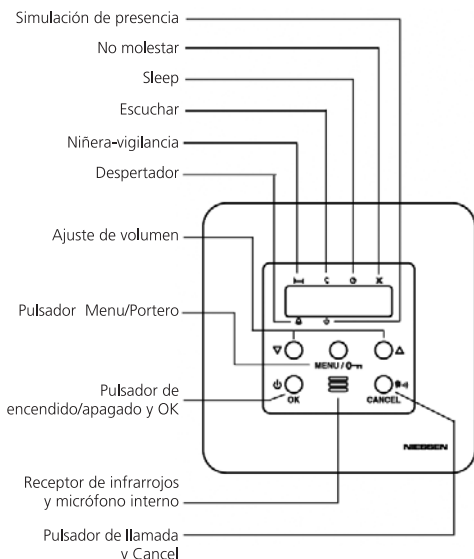 Simulación de presencia
No molestar
Sleep
Escuchar
Niñera-vigilancia
Despertador
Ajuste de volumen
Pulsador Menu/Portero
Pulsador de
encendido/apagado y OK
Receptor de infrarrojos
y micrófono interno
Pulsador de llamada
y Cancel
MENU /
OK
CANCEL
NIESSEN